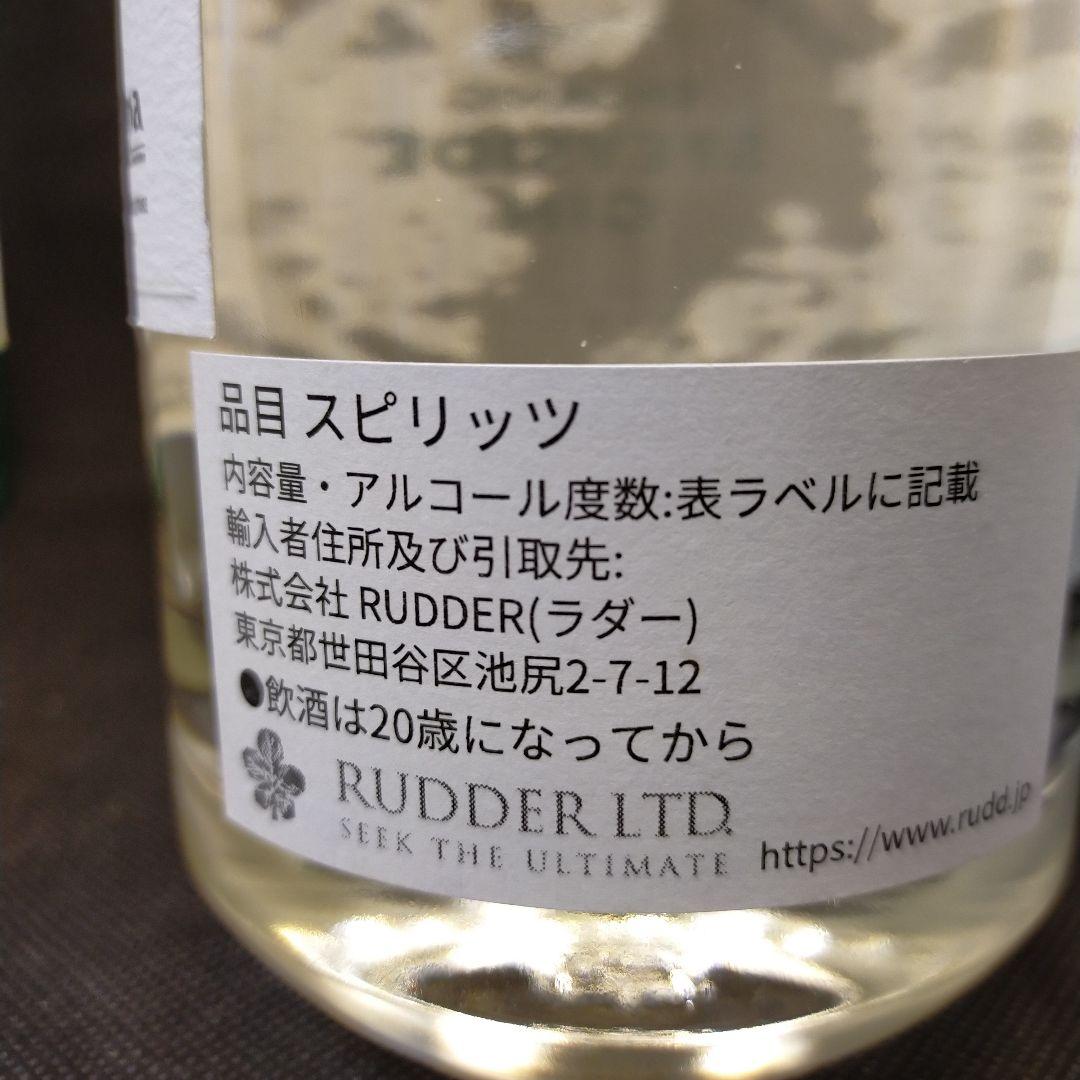 品目 スピリッツ
内容量・アルコール度数:表ラベルに記載
輸入者住所及び引取先:
株式会社 RUDDER(ラダー)
東京都世田谷区池尻2-7-12
●飲酒は20歳になってから
RUDDER LTD.
SEEK THE ULTIMATE
https://www.rudd.jp